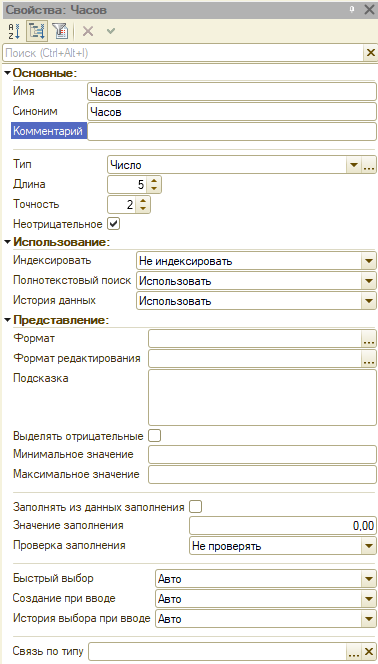 Свойства: Часов
Поиск (Ctrl+Alt+I)
Основные:
Имя Часов
Синоним Часов
Комментарий
Тип Число
Длина 5
Точность 2
Неотрицательное
Использование:
Индексировать Не индексировать
Полнотекстовый поиск Использовать
История данных Использовать
Представление:
Формат
Формат редактирования
Подсказка
Выделять отрицательные
Минимальное значение
Максимальное значение
Заполнять из данных заполнения
Значение заполнения 0,00
Проверка заполнения Не проверять
Быстрый выбор Авто
Создание при вводе Авто
История выбора при вводе Авто
Связь по типу